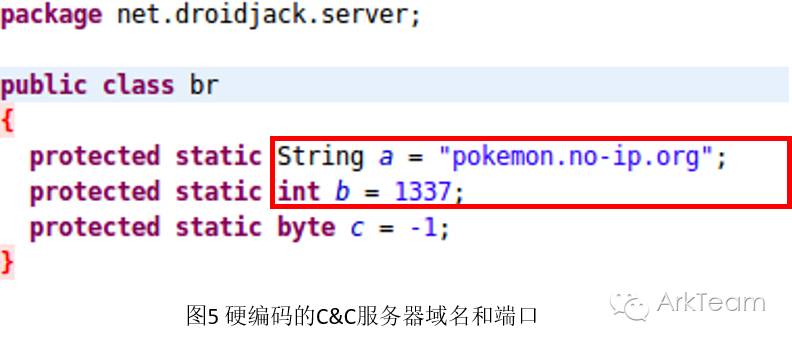 package net.droidjack.server;
public class br
{
protected static String a = "pokemon.no-ip.org";
protected static int b = 1337;
protected static byte c = -1;
}
图5 硬编码的C&C服务器域名和端口
ArkTeam